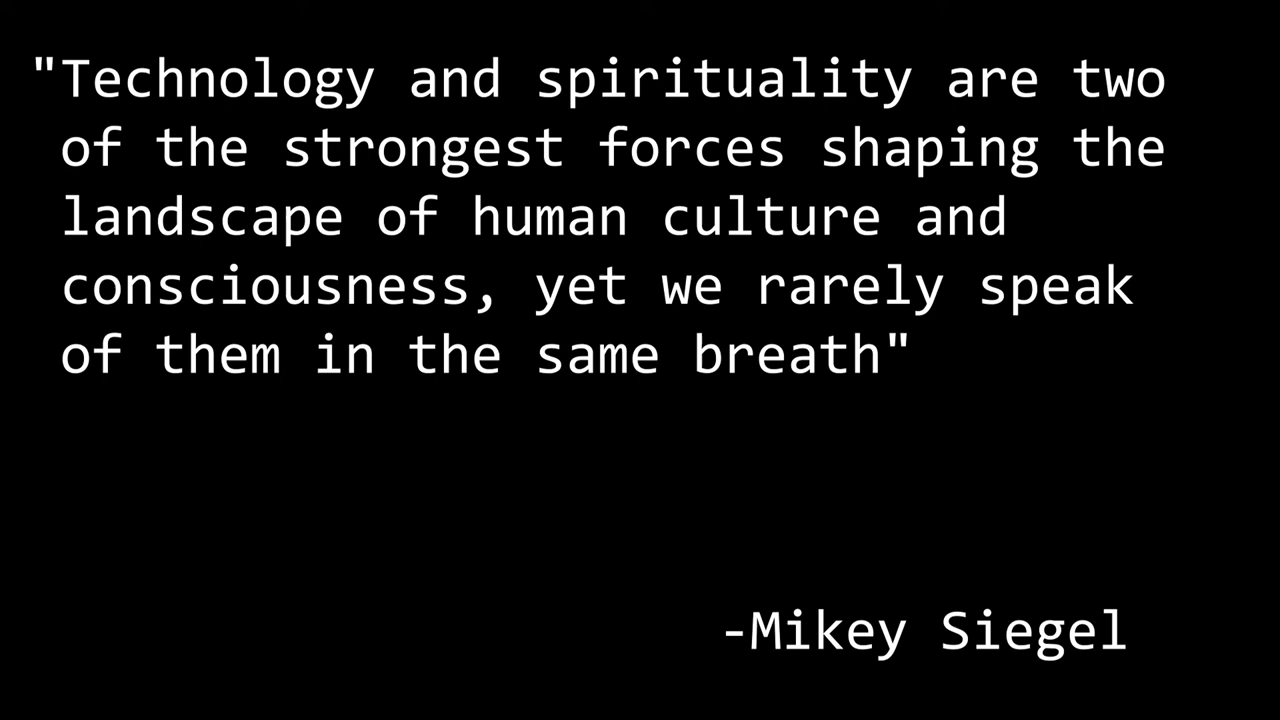 "Technology and spirituality are two
of the strongest forces shaping the
landscape of human culture and
consciousness, yet we rarely speak
of them in the same breath"
-Mikey Siegel